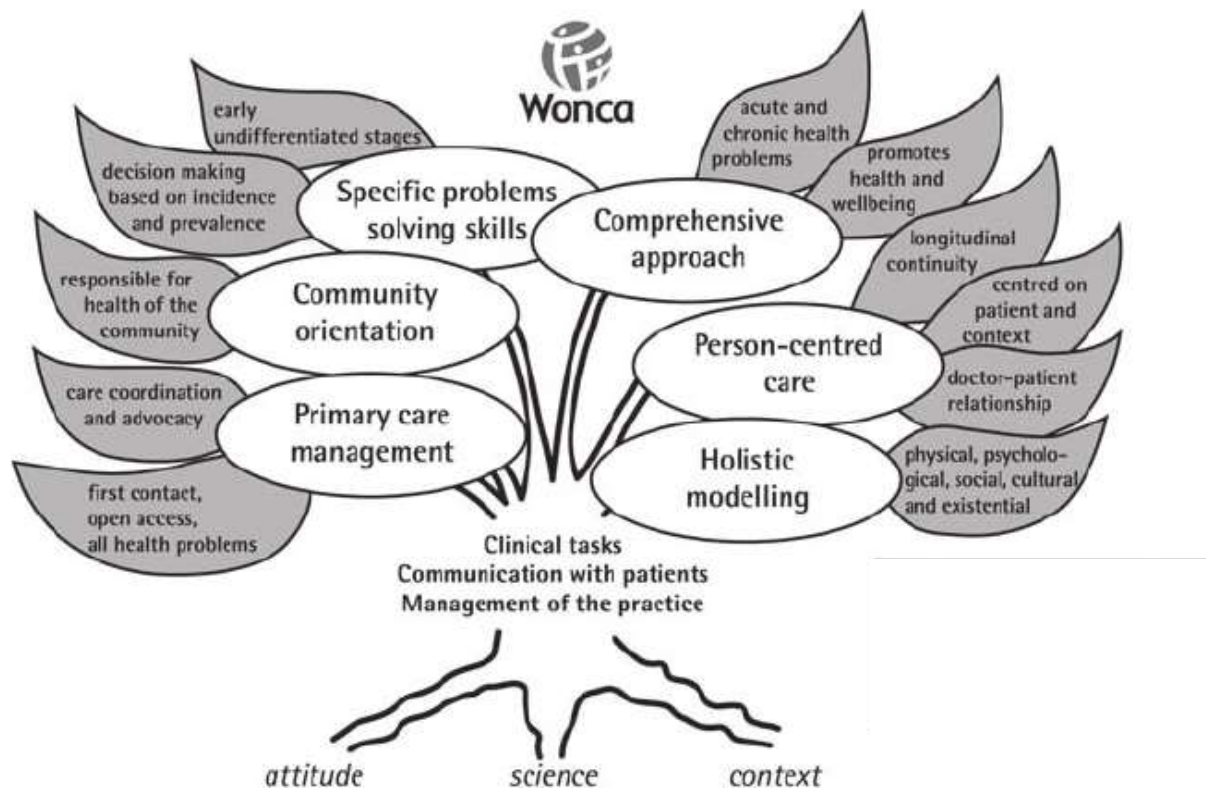 Wonca
early
undifferentiated stages
decision making
based on incidence
and prevalence
responsible for
health of the
community
care coordination
and advocacy
first contact,
open access,
all health problems
Specific problems
solving skills
Community
orientation
Primary care
management
Comprehensive
approach
Person-centred
care
Holistic
modelling
acute and
chronic health
problems
promotes
health and
wellbeing
longitudinal
continuity
centred on
patient and
context
doctor-patient
relationship
physical, psycholo-
gical, social, cultural
and existential
Clinical tasks
Communication with patients
Management of the practice
attitude
science
context